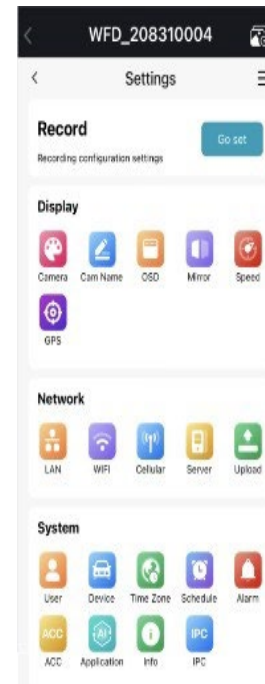 WFD_208310004
Settings
Record
Go set
Recording configuration settings
Display
Camera Cam Name OSD Mirror Speed
GPS
Network
LAN WIFI Cellular Server Upload
System
User Device Time Zone Schedule Alarm
ACC AI IPC
ACC Application Info IPC